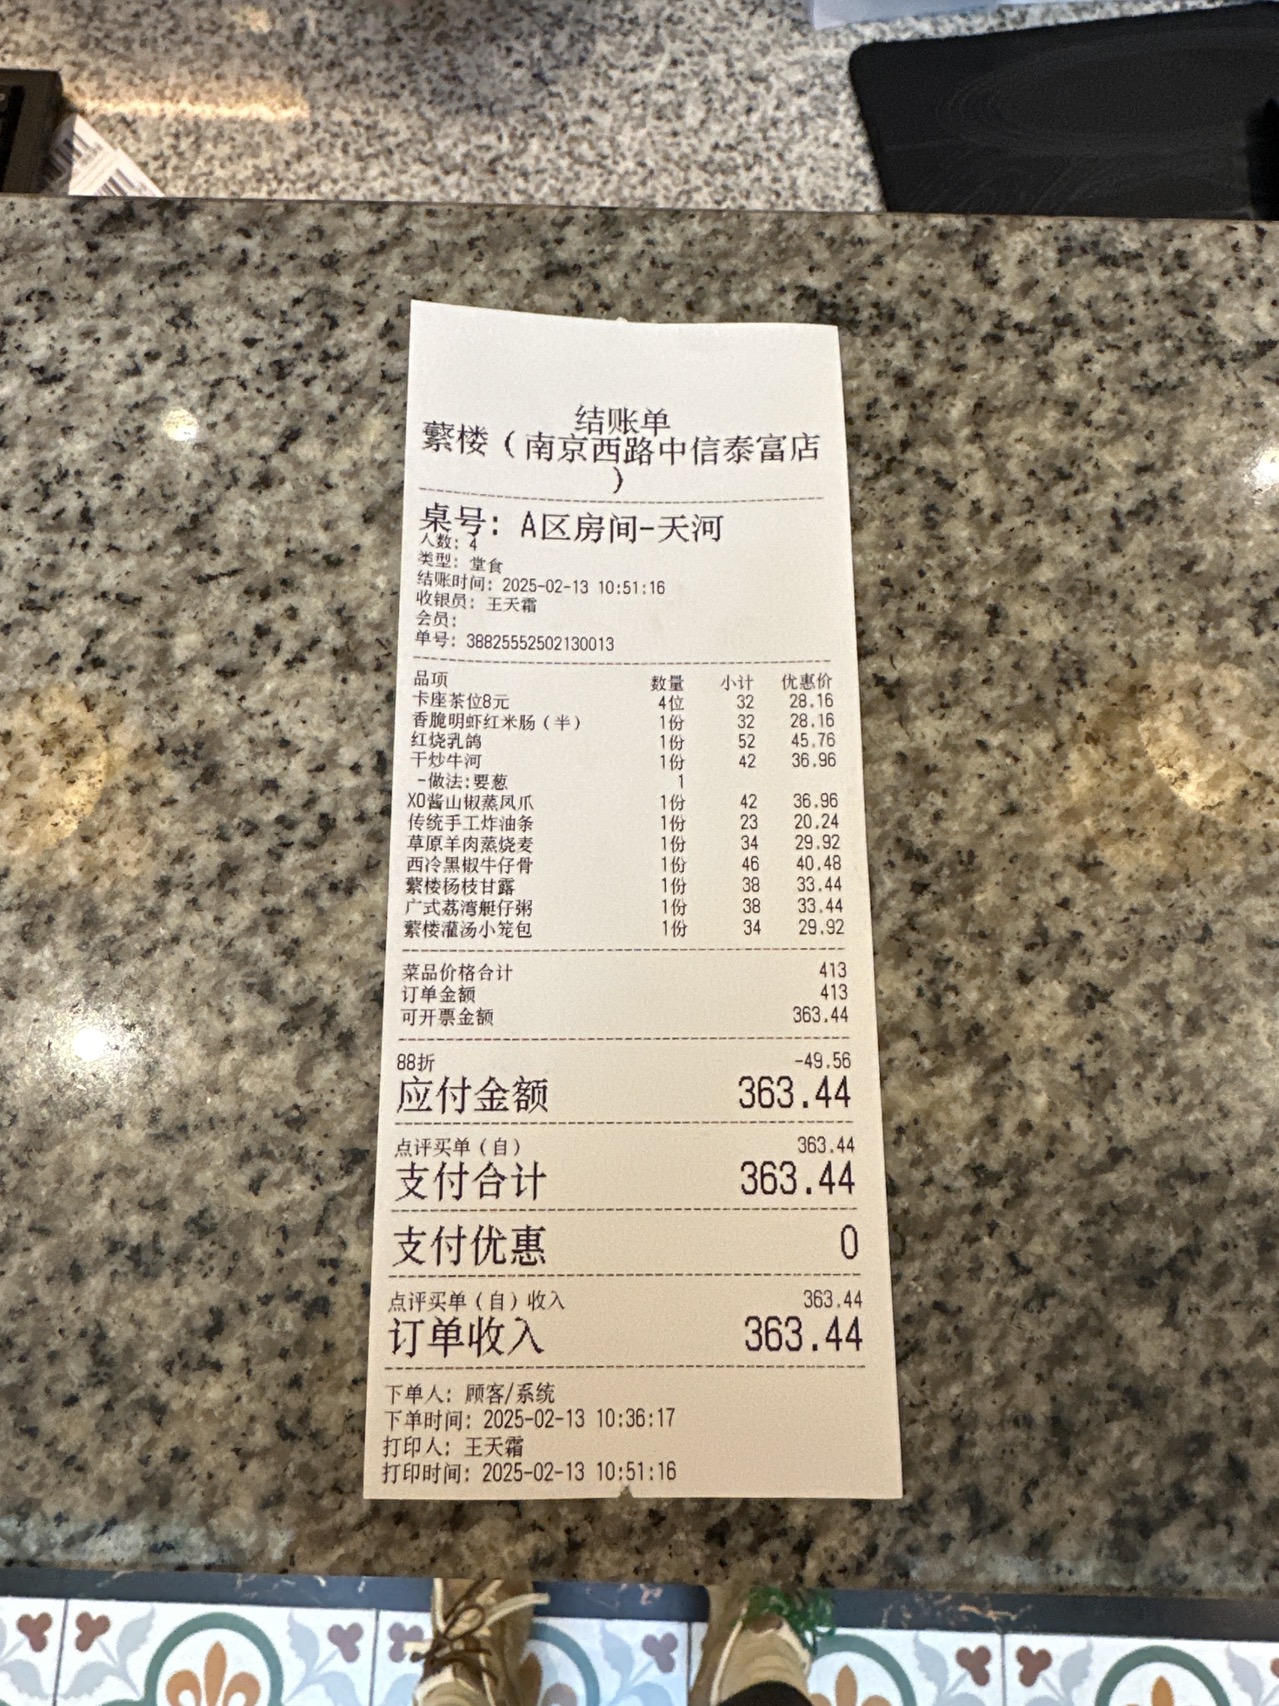 结账单
蘩楼（南京西路中信泰富店
）
桌号: A区房间-天河
人数: 4
类型: 堂食
结账时间: 2025-02-13 10:51:16
收银员: 王天霜
会员:
单号: 38825552502130013
品项 数量 小计 优惠价
卡座茶位8元 4位 32 28.16
香脆明虾红米肠（半） 1份 32 28.16
红烧乳鸽 1份 52 45.76
干炒牛河 1份 42 36.96
-做法:要葱 1
XO酱山椒蒸凤爪 1份 42 36.96
传统手工炸油条 1份 23 20.24
草原羊肉蒸烧麦 1份 34 29.92
西冷黑椒牛仔骨 1份 46 40.48
蘩楼杨枝甘露 1份 38 33.44
广式荔湾艇仔粥 1份 38 33.44
蘩楼灌汤小笼包 1份 34 29.92
菜品价格合计 413
订单金额 413
可开票金额 363.44
88折 -49.56
应付金额 363.44
点评买单（自） 363.44
支付合计 363.44
支付优惠 0
点评买单（自）收入 363.44
订单收入 363.44
下单人: 顾客/系统
下单时间: 2025-02-13 10:36:17
打印人: 王天霜
打印时间: 2025-02-13 10:51:16